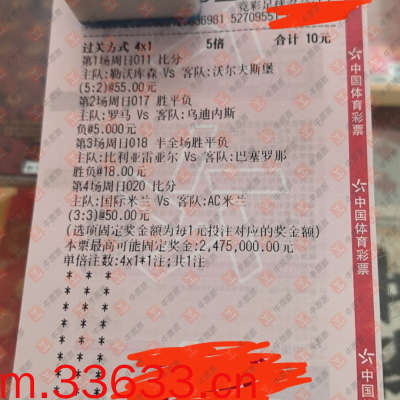 竞彩足球
336981 52709551
过关方式 4x1 5倍 合计 10元
第1场周日011 比分
主队:勒沃库森 Vs 客队:沃尔夫斯堡
(5:2)@55.00元
第2场周日017 胜平负
主队:罗马 Vs 客队:乌迪内斯
负@5.000元
第3场周日018 半全场胜平负
主队:比利亚雷亚尔 Vs 客队:巴塞罗那
胜负@18.00元
第4场周日020 比分
主队:国际米兰 Vs 客队:AC米兰
(3:3)@50.00元
(选项固定奖金额为每1元投注对应的奖金额)
本票最高可能固定奖金:2,475,000.00元
单倍注数:4x1*1注;共1注
中国体育彩票
中国体育彩票
中国体育彩票
m.33633.cn